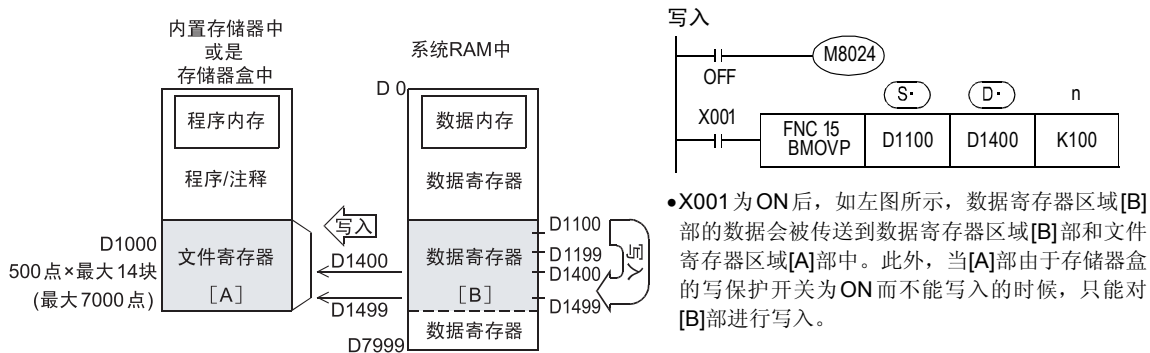 内置存储器中
或是
存储器盒中
程序内存
程序/注释
D1000
500点×最大14块
(最大7000点)
文件寄存器
[A]
写入
D1400
D1499
系统RAM中
D 0
数据内存
数据寄存器
数据寄存器
[B]
数据寄存器
D7999
D1100
D1199
D1400
D1499
写入
写入
M8024
OFF
S· D· n
X001
FNC 15
BMOVP
D1100 D1400 K100
•X001为ON后，如左图所示，数据寄存器区域[B]
部的数据会被传送到数据寄存器区域[B]部和文件
寄存器区域[A]部中。此外，当[A]部由于存储器盒
的写保护开关为ON而不能写入的时候，只能对
[B]部进行写入。